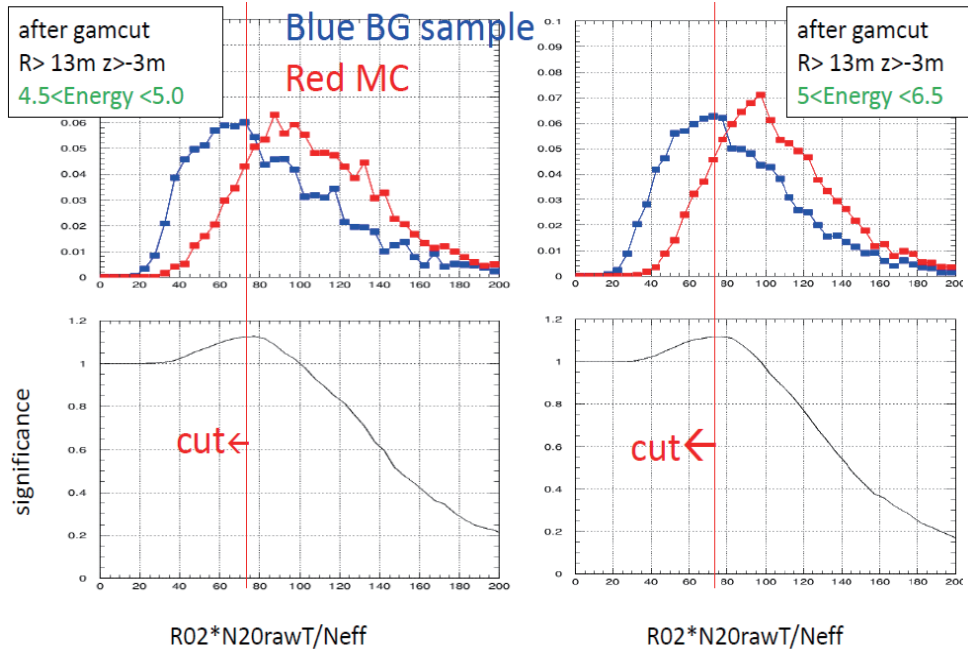 after gamcut
R> 13m z>-3m
4.5<Energy <5.0
Blue BG sample
Red MC
after gamcut
R> 13m z>-3m
5<Energy <6.5
0.06
0.05
0.04
0.03
0.02
0.01
0
0 20 40 60 80 100 120 140 160 180 200
0.1
0.09
0.08
0.07
0.06
0.05
0.04
0.03
0.02
0.01
0
0 20 40 60 80 100 120 140 160 180 200
significance
1.2
1
0.8
0.6
0.4
0.2
0
0 20 40 60 80 100 120 140 160 180 200
cut←
1.2
1
0.8
0.6
0.4
0.2
0
0 20 40 60 80 100 120 140 160 180 200
cut←
R02*N20rawT/Neff
R02*N20rawT/Neff